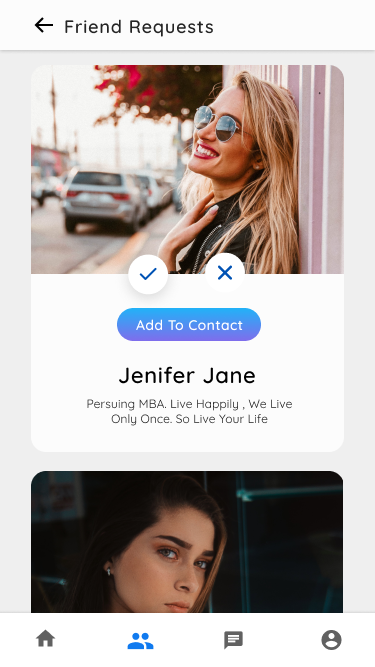 Friend Requests
Add To Contact
Jenifer Jane
Persuing MBA. Live Happily , We Live
Only Once. So Live Your Life